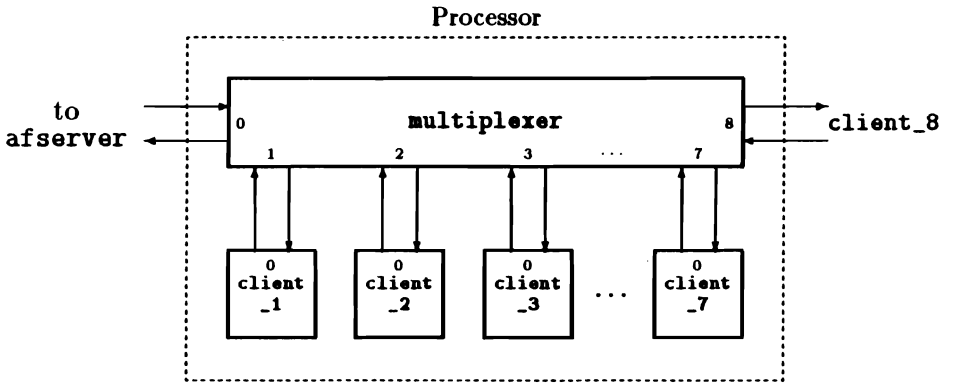 Processor
to
afserver
0
multiplexer
8
client_8
1
2
3
...
7
0
client
_1
0
client
_2
0
client
_3
...
0
client
_7